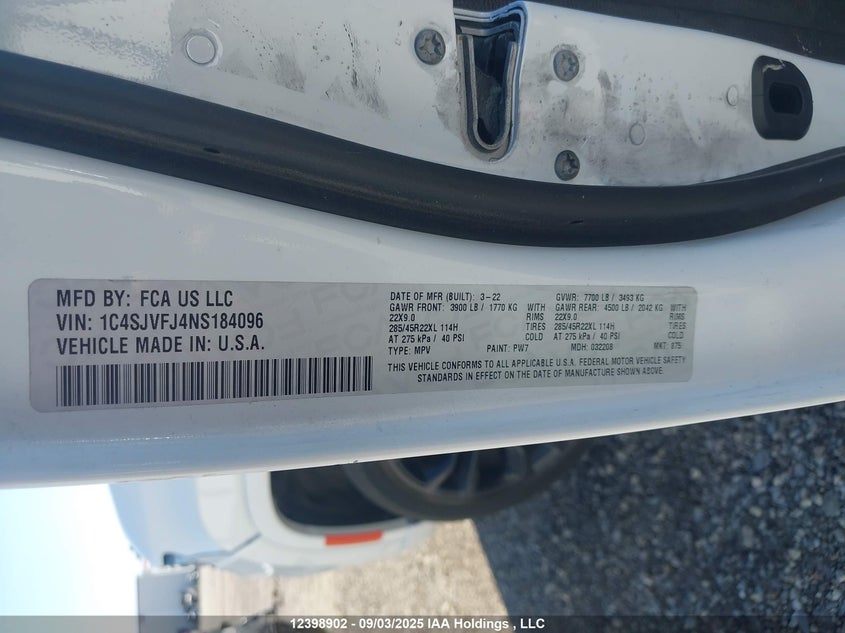 MFD BY: FCA US LLC
VIN: 1C4SJVFJ4NS184096
VEHICLE MADE IN: U.S.A.
DATE OF MFR (BUILT): 3-22 GVWR: 7700 LB / 3493 KG
GAWR FRONT: 3900 LB / 1770 KG WITH GAWR REAR: 4500 LB / 2042 KG WITH
22X9.0 RIMS 22X9.0 RIMS
285/45R22XL 114H TIRES 285/45R22XL 114H TIRES
AT 275 kPa / 40 PSI COLD AT 275 kPa / 40 PSI COLD
TYPE: MPV PAINT: PW7 MDH: 032208 MKT: 875
THIS VEHICLE CONFORMS TO ALL APPLICABLE U.S.A. FEDERAL MOTOR VEHICLE SAFETY
STANDARDS IN EFFECT ON THE DATE OF MANUFACTURE SHOWN ABOVE
12398902 - 09/03/2025 IAA Holdings , LLC